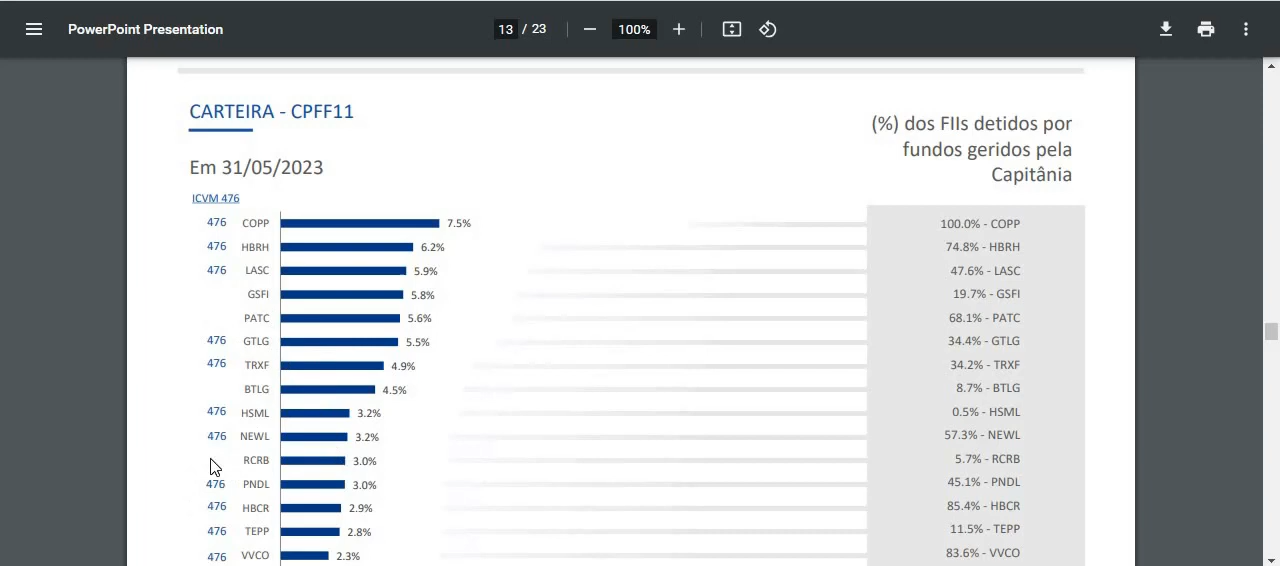 PowerPoint Presentation
13 / 23
100%
CARTEIRA - CPFF11
(%) dos FIIs detidos por
fundos geridos pela
Capitânia
Em 31/05/2023
ICVM 476
476 COPP 7.5% 100.0% - COPP
476 HBRH 6.2% 74.8% - HBRH
476 LASC 5.9% 47.6% - LASC
GSFI 5.8% 19.7% - GSFI
PATC 5.6% 68.1% - PATC
476 GTLG 5.5% 34.4% - GTLG
476 TRXF 4.9% 34.2% - TRXF
BTLG 4.5% 8.7% - BTLG
476 HSML 3.2% 0.5% - HSML
476 NEWL 3.2% 57.3% - NEWL
RCRB 3.0% 5.7% - RCRB
476 PNDL 3.0% 45.1% - PNDL
476 HBCR 2.9% 85.4% - HBCR
476 TEPP 2.8% 11.5% - TEPP
476 VVCO 2.3% 83.6% - VVCO